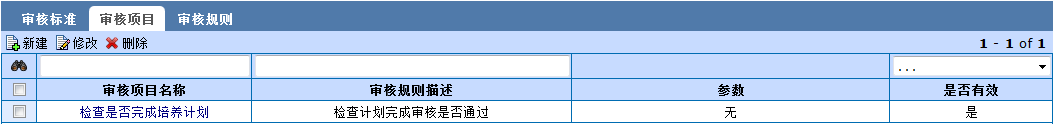 审核标准 审核项目 审核规则
新建 修改 删除 1 - 1 of 1
...
审核项目名称 审核规则描述 参数 是否有效
检查是否完成培养计划 检查计划完成审核是否通过 无 是